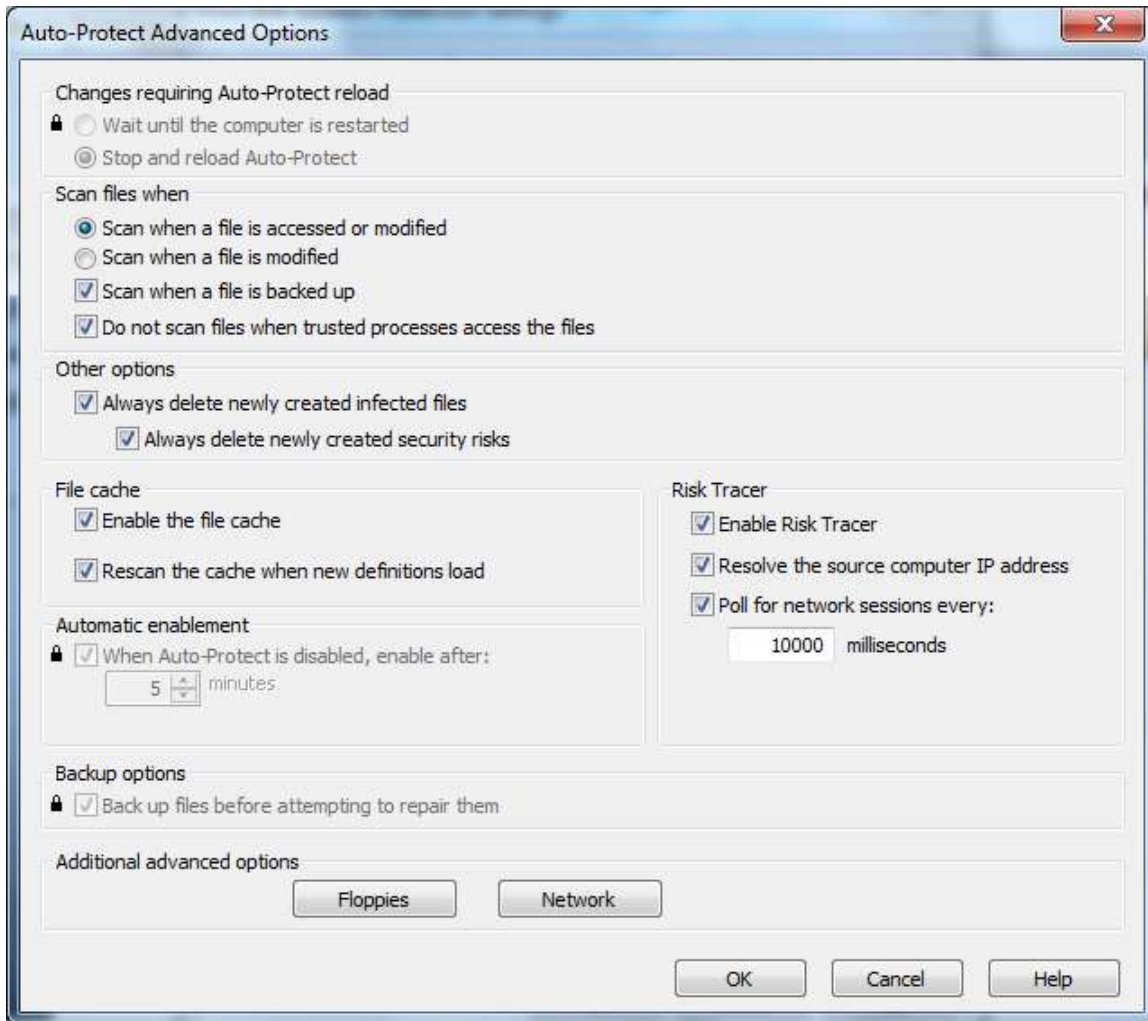 Auto-Protect Advanced Options
Changes requiring Auto-Protect reload
Wait until the computer is restarted
Stop and reload Auto-Protect
Scan files when
Scan when a file is accessed or modified
Scan when a file is modified
Scan when a file is backed up
Do not scan files when trusted processes access the files
Other options
Always delete newly created infected files
Always delete newly created security risks
File cache
Enable the file cache
Rescan the cache when new definitions load
Automatic enablement
When Auto-Protect is disabled, enable after:
5 minutes
Risk Tracer
Enable Risk Tracer
Resolve the source computer IP address
Poll for network sessions every:
10000 milliseconds
Backup options
Back up files before attempting to repair them
Additional advanced options
Floppies Network
OK Cancel Help